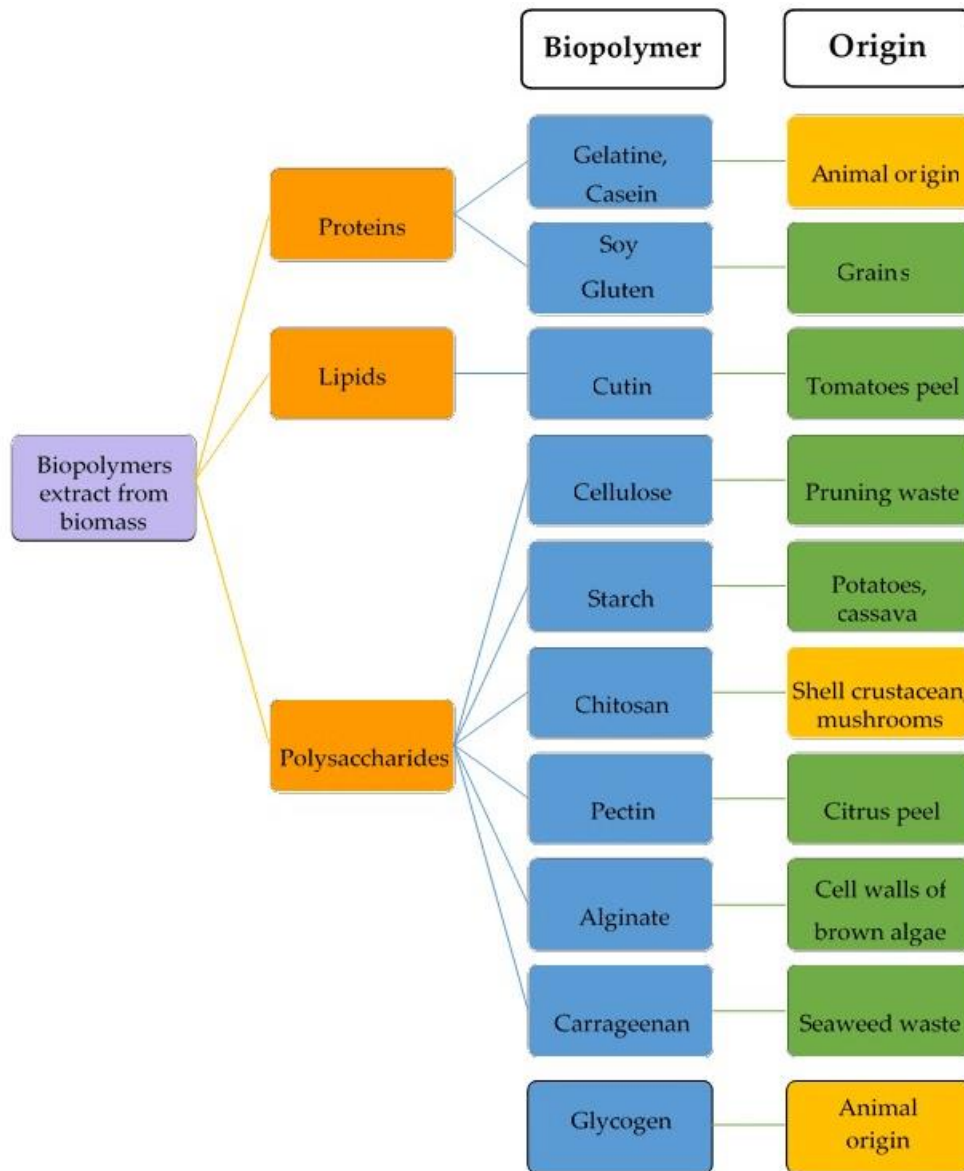 Biopolymer
Origin
Gelatine,
Casein
Animal origin
Proteins
Soy
Gluten
Grains
Lipids
Cutin
Tomatoes peel
Biopolymers
extract from
biomass
Cellulose
Pruning waste
Starch
Potatoes,
cassava
Chitosan
Shell crustacean,
mushrooms
Polysaccharides
Pectin
Citrus peel
Alginate
Cell walls of
brown algae
Carrageenan
Seaweed waste
Glycogen
Animal
origin